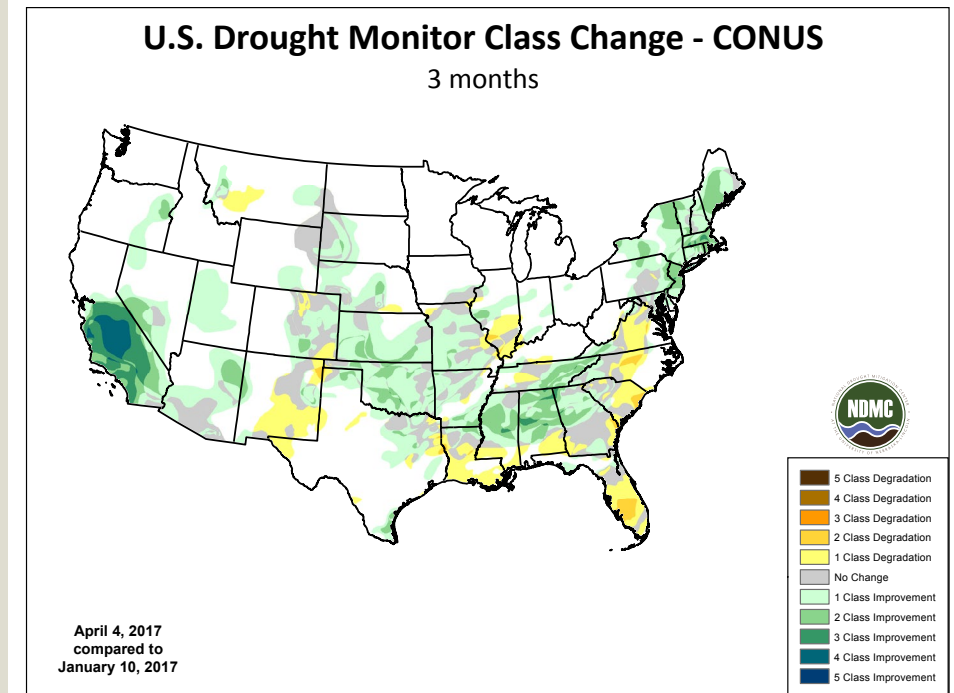 U.S. Drought Monitor Class Change - CONUS
3 months
NDMC
5 Class Degradation
4 Class Degradation
3 Class Degradation
2 Class Degradation
1 Class Degradation
No Change
1 Class Improvement
2 Class Improvement
3 Class Improvement
4 Class Improvement
5 Class Improvement
April 4, 2017
compared to
January 10, 2017